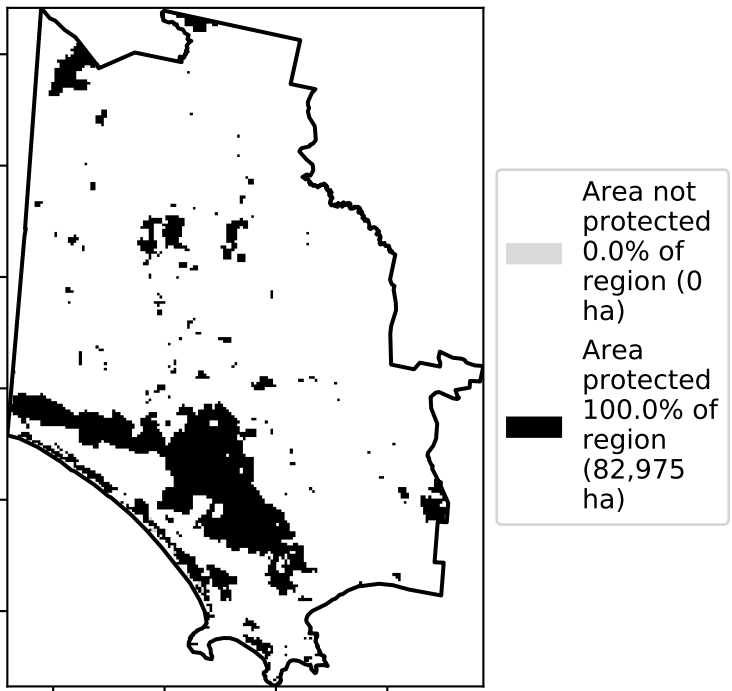 Area not
protected
0.0% of
region (0
ha)
Area
protected
100.0% of
region
(82,975
ha)